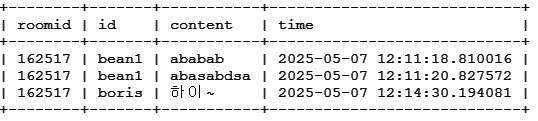 +--------+-------+-----------+----------------------------+
| roomid | id    | content   | time                       |
+--------+-------+-----------+----------------------------+
| 162517 | bean1 | ababab    | 2025-05-07 12:11:18.810016 |
| 162517 | bean1 | abasabdsa | 2025-05-07 12:11:20.827572 |
| 162517 | boris | 하이~     | 2025-05-07 12:14:30.194081 |
+--------+-------+-----------+----------------------------+